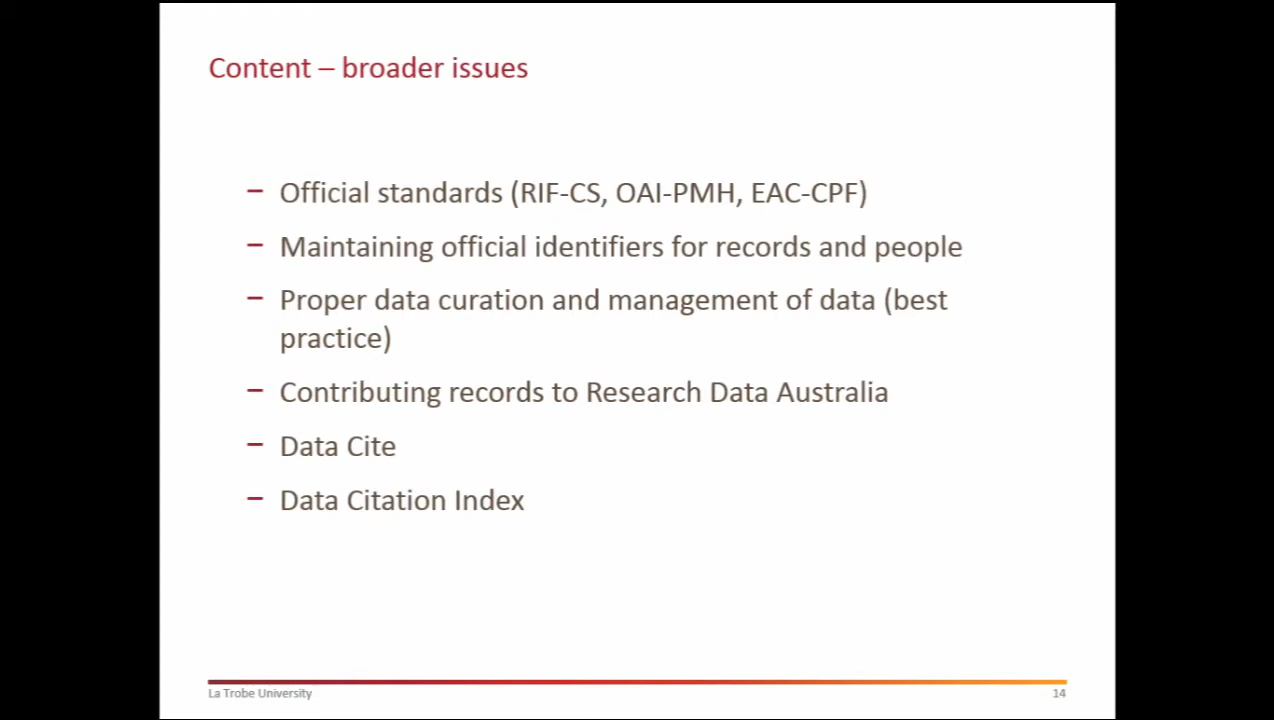 Content – broader issues
– Official standards (RIF-CS, OAI-PMH, EAC-CPF)
– Maintaining official identifiers for records and people
– Proper data curation and management of data (best
practice)
– Contributing records to Research Data Australia
– Data Cite
– Data Citation Index
La Trobe University
14